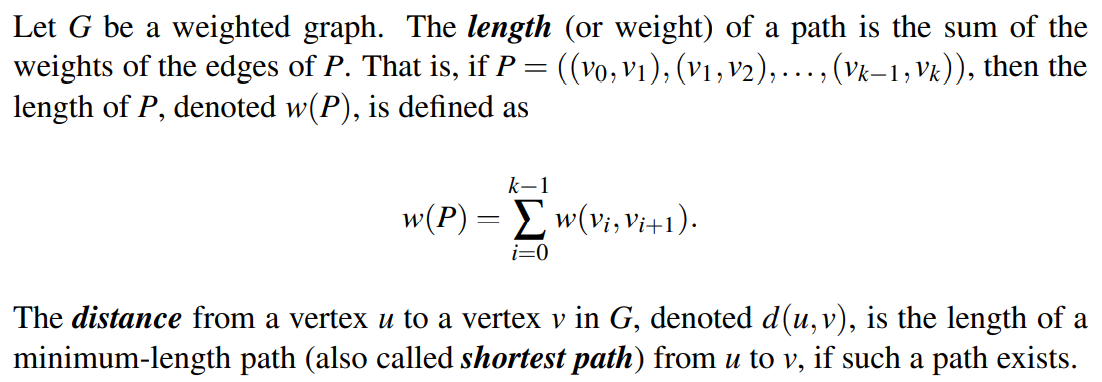 Let G be a weighted graph. The length (or weight) of a path is the sum of the
weights of the edges of P. That is, if P = ((v₀,v₁),(v₁,v₂),...,(vₖ₋₁,vₖ)), then the
length of P, denoted w(P), is defined as
w(P) = ∑_{i=0}^{k−1} w(vᵢ,vᵢ₊₁).
The distance from a vertex u to a vertex v in G, denoted d(u,v), is the length of a
minimum-length path (also called shortest path) from u to v, if such a path exists.